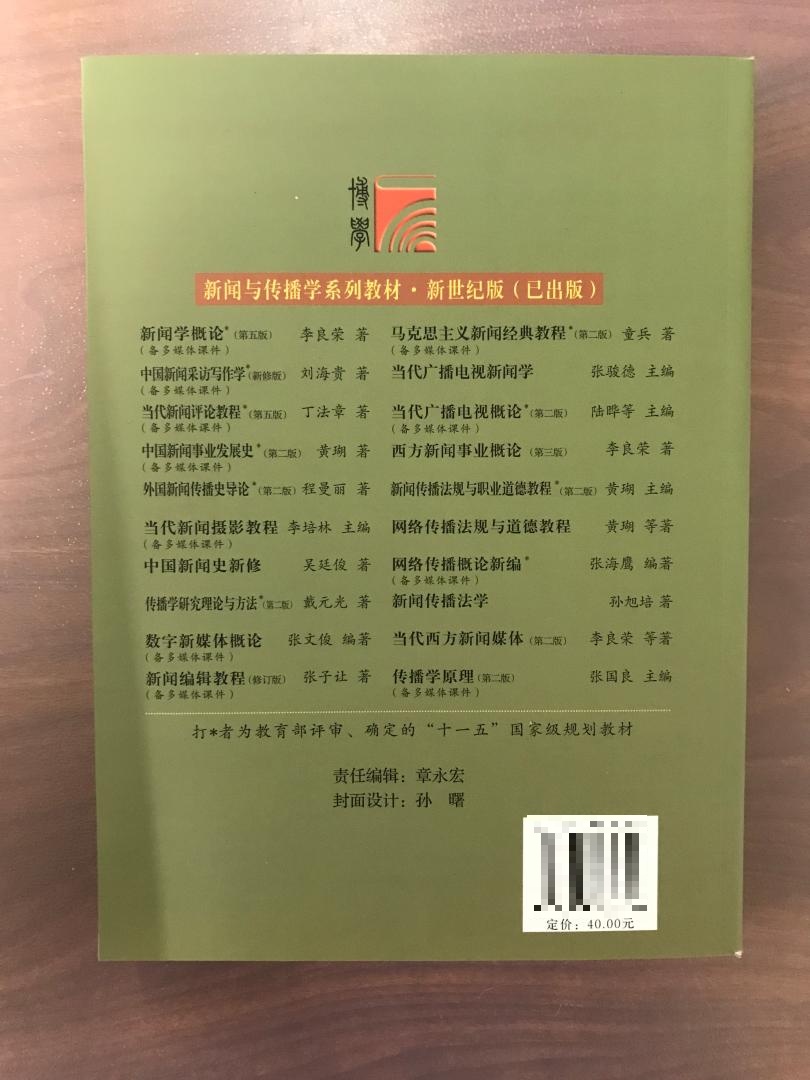 博學
新闻与传播学系列教材·新世纪版(已出版)
新闻学概论*(第五版) 李良荣 著
(备多媒体课件)
中国新闻采访写作学*(新修版) 刘海贵 著
(备多媒体课件)
当代新闻评论教程*(第五版) 丁法章 著
(备多媒体课件)
中国新闻事业发展史*(第二版) 黄瑚 著
(备多媒体课件)
外国新闻传播史导论*(第二版) 程曼丽 著
当代新闻摄影教程 李培林 主编
(备多媒体课件)
中国新闻史新修 吴廷俊 著
传播学研究理论与方法*(第二版) 戴元光 著
数字新媒体概论 张文俊 编著
(备多媒体课件)
新闻编辑教程(修订版) 张子让 著
(备多媒体课件)
马克思主义新闻经典教程*(第二版) 童兵 著
(备多媒体课件)
当代广播电视新闻学 张骏德 主编
当代广播电视概论*(第二版) 陆晔等 主编
(备多媒体课件)
西方新闻事业概论(第三版) 李良荣 著
新闻传播法规与职业道德教程*(第二版) 黄瑚 主编
网络传播法规与道德教程 黄瑚 等著
网络传播概论新编* 张海鹰 编著
(备多媒体课件)
新闻传播法学 孙旭培 著
当代西方新闻媒体(第二版) 李良荣 等著
传播学原理(第二版) 张国良 主编
(备多媒体课件)
打*者为教育部评审、确定的“十一五”国家级规划教材
责任编辑：章永宏
封面设计：孙 曙
定价：40.00元